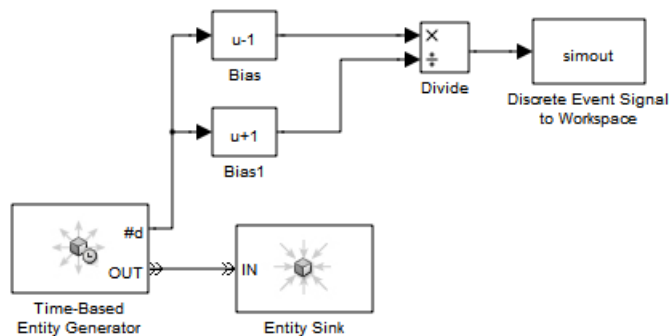 u-1
Bias
×
÷
Divide
simout
Discrete Event Signal
to Workspace
u+1
Bias1
#d
OUT
Time-Based
Entity Generator
IN
Entity Sink